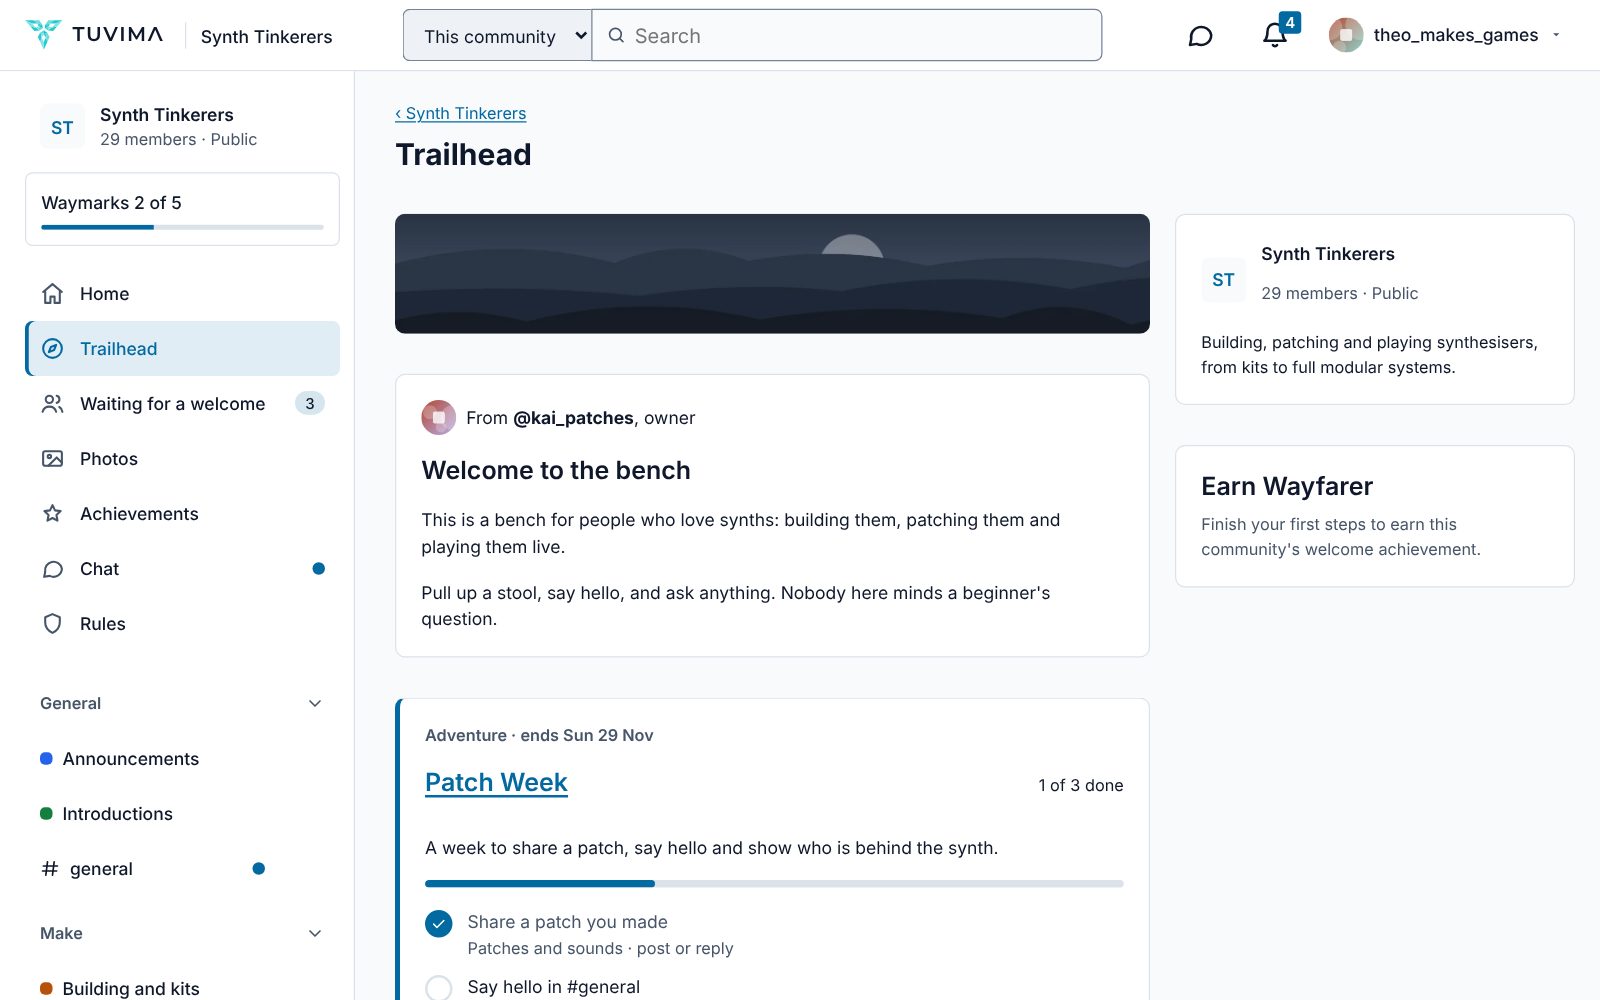 TUVIMA
Synth Tinkerers
This community
Search
4
theo_makes_games
ST
Synth Tinkerers
29 members · Public
Waymarks 2 of 5
Home
Trailhead
Waiting for a welcome
3
Photos
Achievements
Chat
Rules
General
Announcements
Introductions
# general
Make
Building and kits
‹ Synth Tinkerers
Trailhead
From @kai_patches, owner
Welcome to the bench
This is a bench for people who love synths: building them, patching them and
playing them live.
Pull up a stool, say hello, and ask anything. Nobody here minds a beginner's
question.
Adventure · ends Sun 29 Nov
Patch Week
1 of 3 done
A week to share a patch, say hello and show who is behind the synth.
Share a patch you made
Patches and sounds · post or reply
Say hello in #general
ST
Synth Tinkerers
29 members · Public
Building, patching and playing synthesisers,
from kits to full modular systems.
Earn Wayfarer
Finish your first steps to earn this
community's welcome achievement.